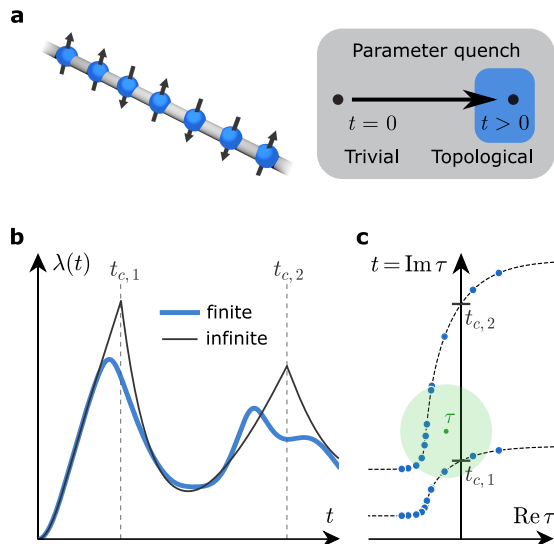 a
Parameter quench
t = 0
t > 0
Trivial
Topological
b
λ(t)
t_{c,1}
t_{c,2}
finite
infinite
t
c
t = Im τ
t_{c,2}
τ
t_{c,1}
Re τ